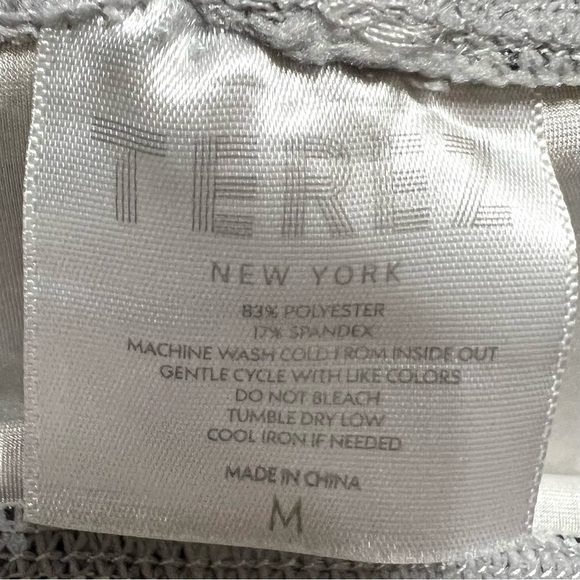 TEREZ
NEW YORK
83% POLYESTER
17% SPANDEX
MACHINE WASH COLD FROM INSIDE OUT
GENTLE CYCLE WITH LIKE COLORS
DO NOT BLEACH
TUMBLE DRY LOW
COOL IRON IF NEEDED
MADE IN CHINA
M